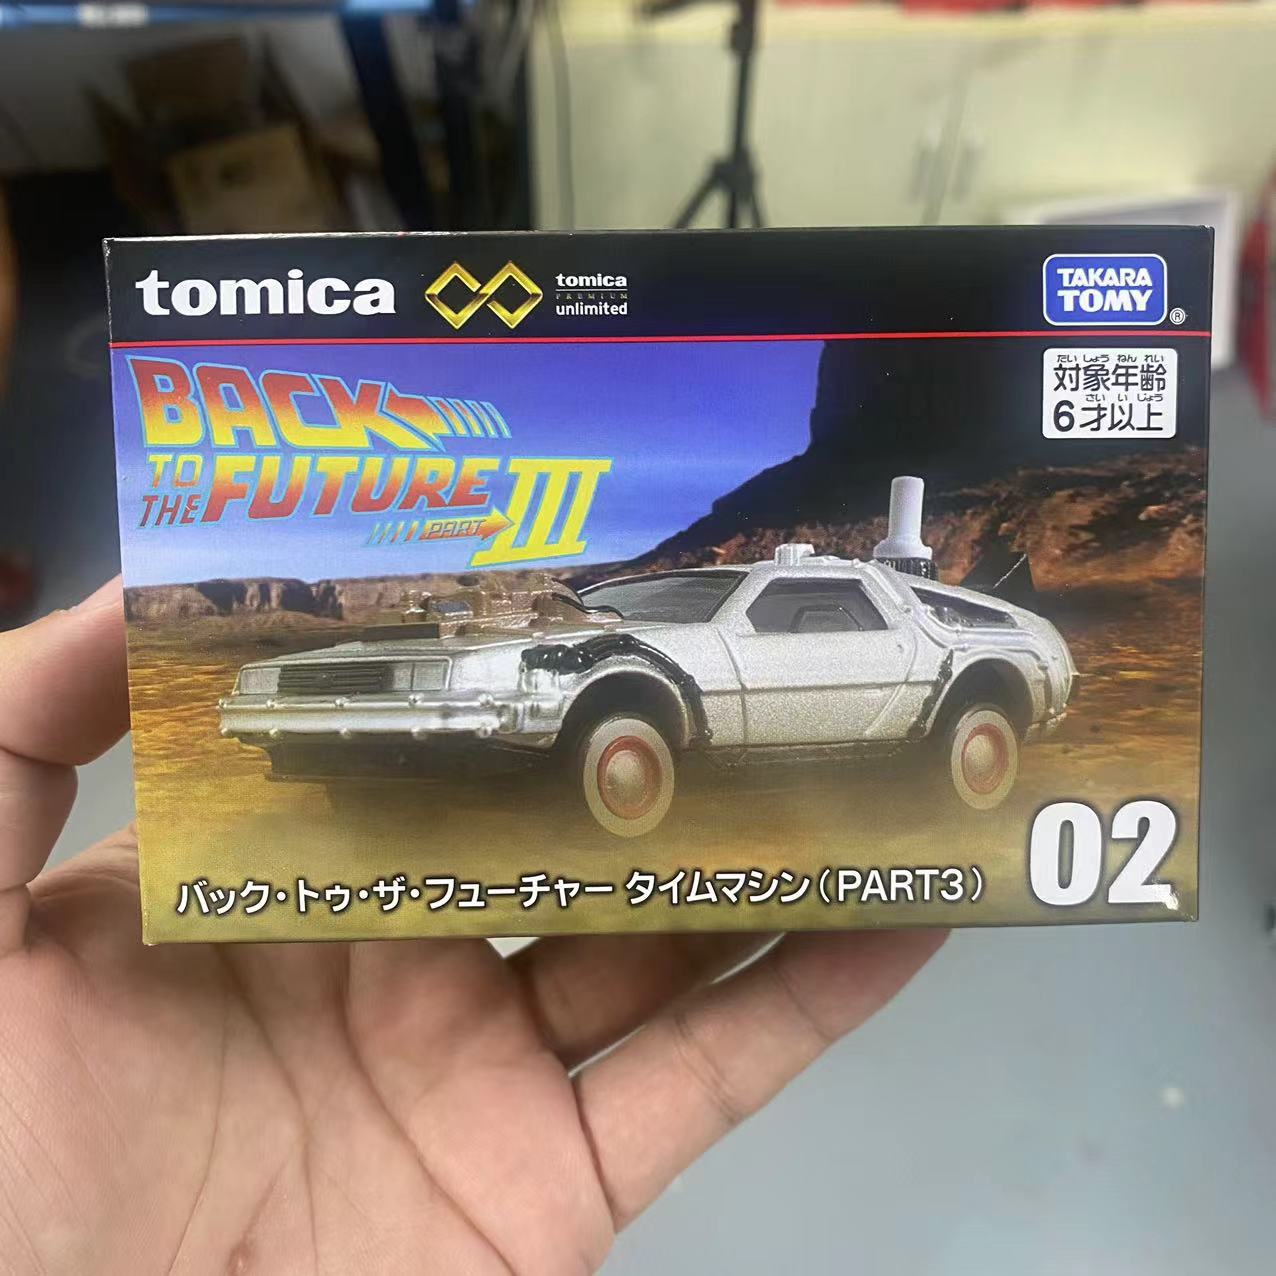 tomica
tomica
PREMIUM
unlimited
TAKARA
TOMY
®
BACK
TO
THE FUTURE
PART III
たいしょうねんれい
対象年齢
さいいじょう
6才以上
バック・トゥ・ザ・フューチャー タイムマシン(PART3)
02